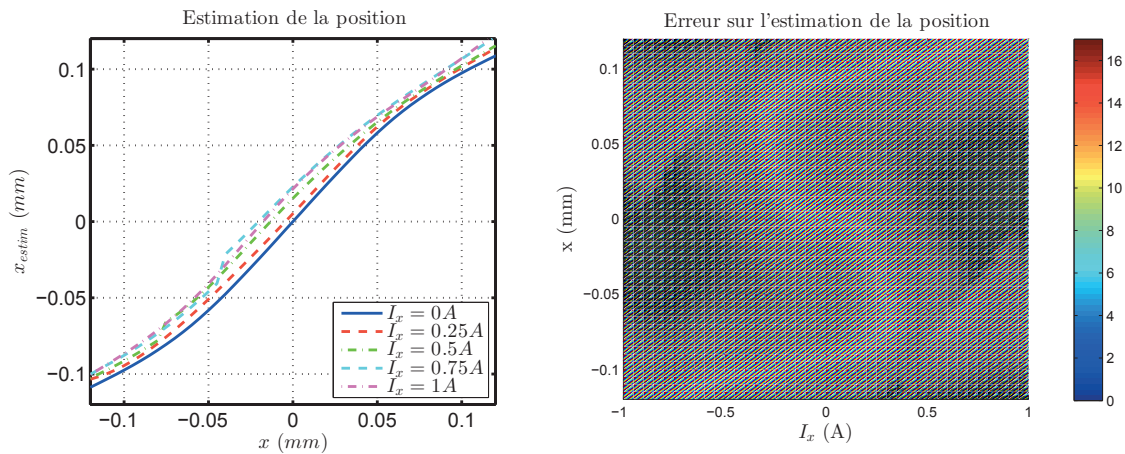 Estimation de la position
0.1
0.05
0
−0.05
−0.1
−0.1
−0.05
0
0.05
0.1
x_estim (mm)
x (mm)
I_x = 0A
I_x = 0.25A
I_x = 0.5A
I_x = 0.75A
I_x = 1A
Erreur sur l'estimation de la position
0.1
0.05
0
−0.05
−0.1
−1
−0.5
0
0.5
1
x (mm)
I_x (A)
16
14
12
10
8
6
4
2
0